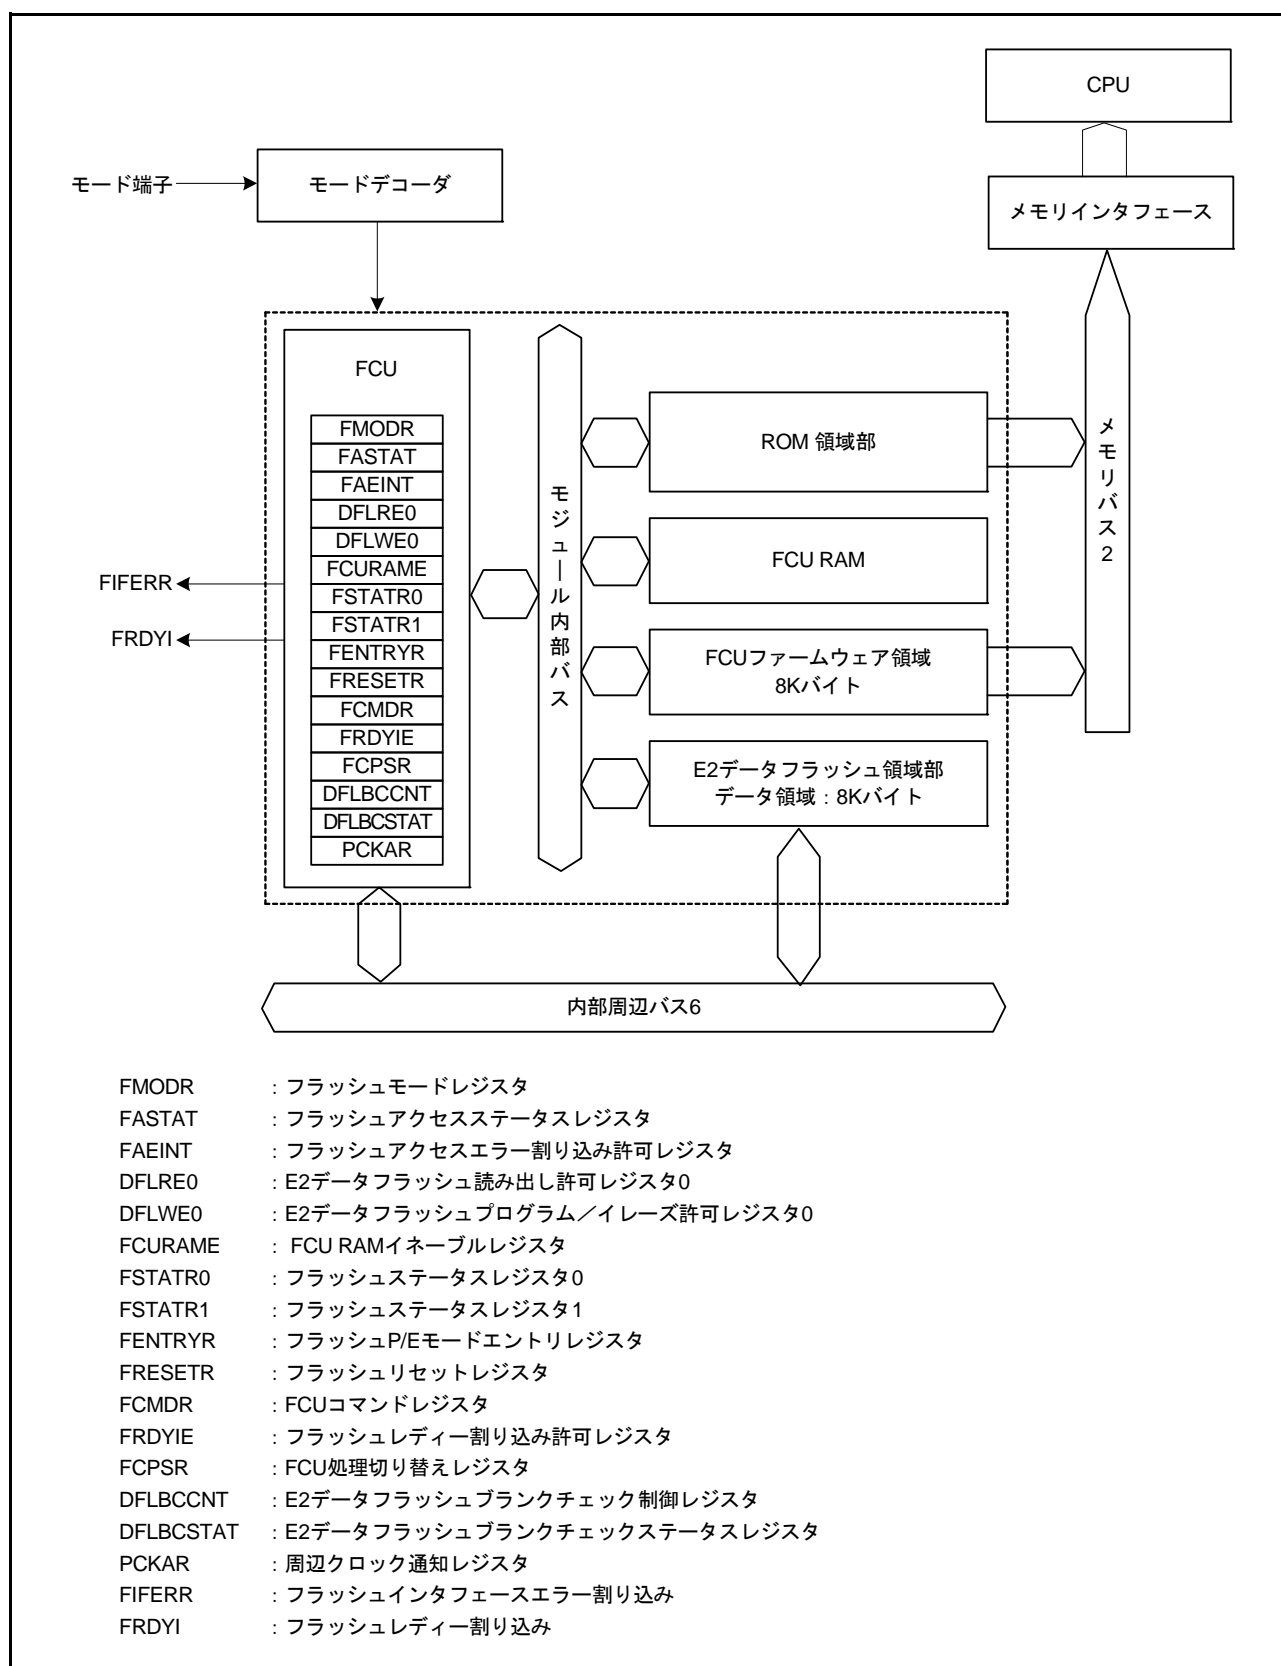 CPU
モード端子
モードデコーダ
メモリインタフェース
FCU
FMODR
FASTAT
FAEINT
DFLRE0
DFLWE0
FCURAME
FSTATR0
FSTATR1
FENTRYR
FRESETR
FCMDR
FRDYIE
FCPSR
DFLBCCNT
DFLBCSTAT
PCKAR
FIFERR
FRDYI
モジュール内部バス
ROM 領域部
FCU RAM
FCUファームウェア領域
8Kバイト
E2データフラッシュ領域部
データ領域：8Kバイト
メモリバス2
内部周辺バス6
FMODR : フラッシュモードレジスタ
FASTAT : フラッシュアクセスステータスレジスタ
FAEINT : フラッシュアクセスエラー割り込み許可レジスタ
DFLRE0 : E2データフラッシュ読み出し許可レジスタ0
DFLWE0 : E2データフラッシュプログラム／イレーズ許可レジスタ0
FCURAME : FCU RAMイネーブルレジスタ
FSTATR0 : フラッシュステータスレジスタ0
FSTATR1 : フラッシュステータスレジスタ1
FENTRYR : フラッシュP/Eモードエントリレジスタ
FRESETR : フラッシュリセットレジスタ
FCMDR : FCUコマンドレジスタ
FRDYIE : フラッシュレディー割り込み許可レジスタ
FCPSR : FCU処理切り替えレジスタ
DFLBCCNT : E2データフラッシュブランクチェック制御レジスタ
DFLBCSTAT : E2データフラッシュブランクチェックステータスレジスタ
PCKAR : 周辺クロック通知レジスタ
FIFERR : フラッシュインタフェースエラー割り込み
FRDYI : フラッシュレディー割り込み